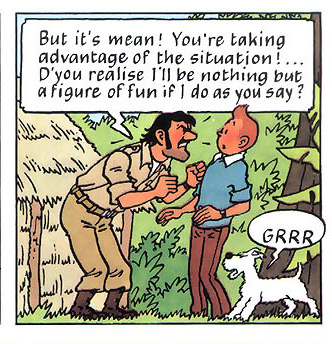 But it's mean! You're taking
advantage of the situation!...
D'you realise I'll be nothing but
a figure of fun if I do as you say?
GRRR